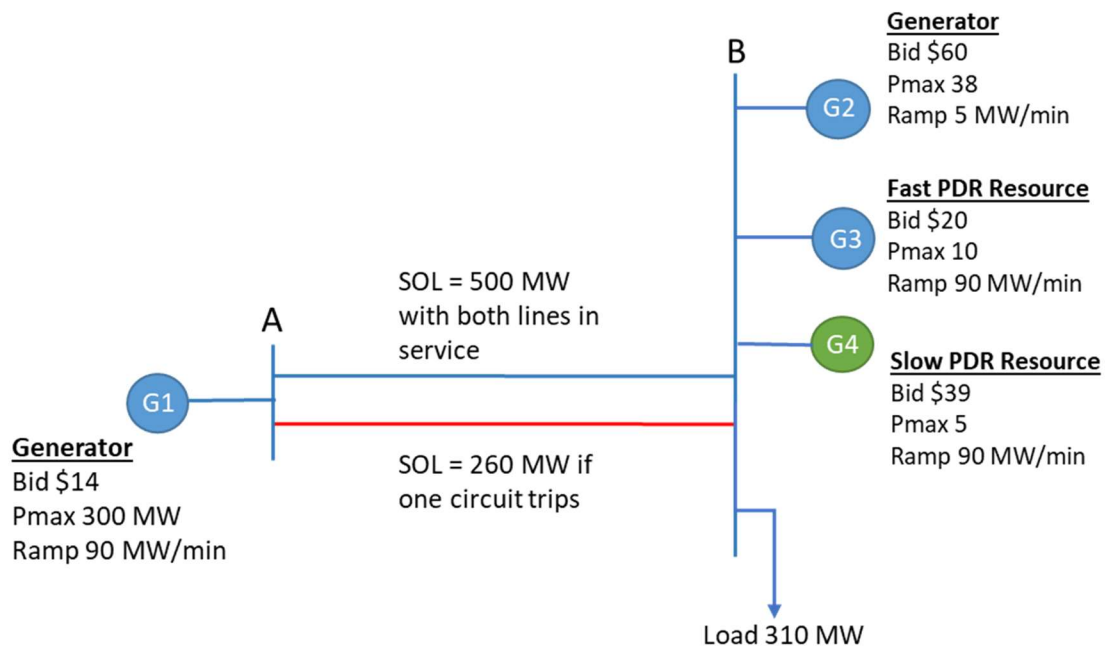 Generator
Bid $60
Pmax 38
Ramp 5 MW/min
B
G2
Fast PDR Resource
Bid $20
Pmax 10
Ramp 90 MW/min
G3
SOL = 500 MW
with both lines in
service
A
G4
Slow PDR Resource
Bid $39
Pmax 5
Ramp 90 MW/min
G1
Generator
Bid $14
Pmax 300 MW
Ramp 90 MW/min
SOL = 260 MW if
one circuit trips
Load 310 MW